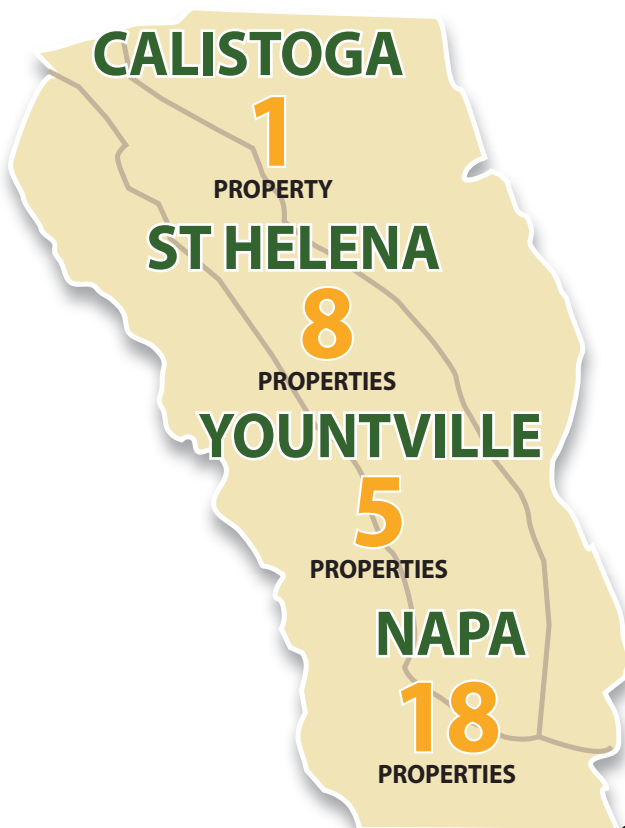 CALISTOGA
1
PROPERTY
ST HELENA
8
PROPERTIES
YOUNTVILLE
5
PROPERTIES
NAPA
18
PROPERTIES